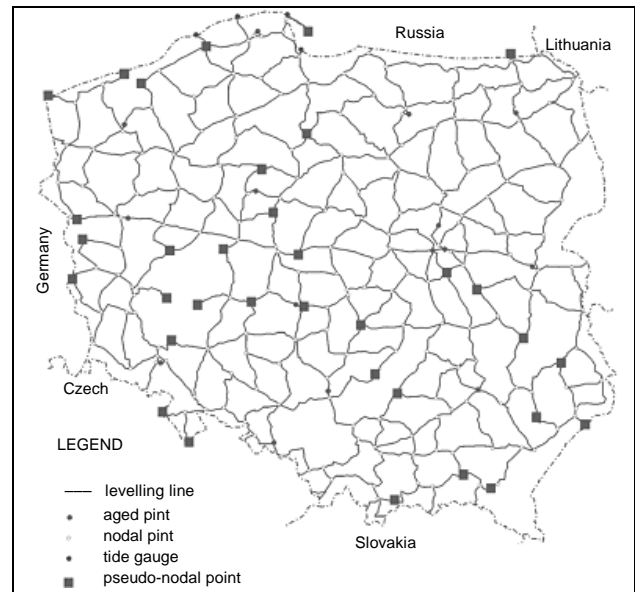 Russia
Lithuania
Germany
Czech
LEGEND
levelling line
aged pint
nodal pint
tide gauge
pseudo-nodal point
Slovakia